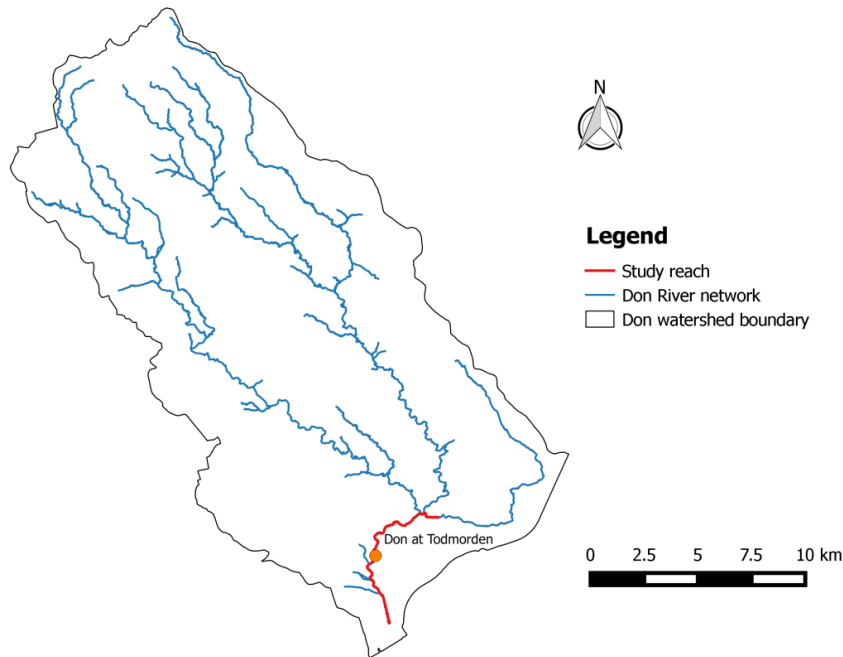 N
Legend
Study reach
Don River network
Don watershed boundary
Don at Todmorden
0 2.5 5 7.5 10 km